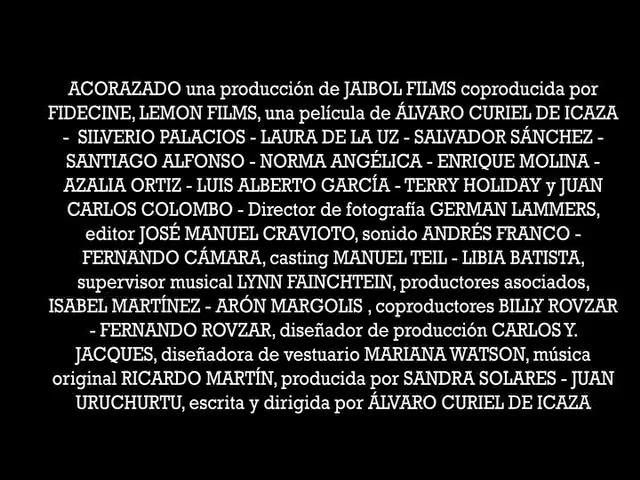 ACORAZADO una producción de JAIBOL FILMS coproducida por
FIDECINE, LEMON FILMS, una película de ÁLVARO CURIEL DE ICAZA
- SILVERIO PALACIOS - LAURA DE LA UZ - SALVADOR SÁNCHEZ -
SANTIAGO ALFONSO - NORMA ANGÉLICA - ENRIQUE MOLINA -
AZALIA ORTIZ - LUIS ALBERTO GARCÍA - TERRY HOLIDAY y JUAN
CARLOS COLOMBO - Director de fotografía GERMAN LAMMERS,
editor JOSÉ MANUEL CRAVIOTO, sonido ANDRÉS FRANCO -
FERNANDO CÁMARA, casting MANUEL TEIL - LIBIA BATISTA,
supervisor musical LYNN FAINCHTEIN, productores asociados,
ISABEL MARTÍNEZ - ARÓN MARGOLIS , coproductores BILLY ROVZAR
- FERNANDO ROVZAR, diseñador de producción CARLOS Y.
JACQUES, diseñadora de vestuario MARIANA WATSON, música
original RICARDO MARTÍN, producida por SANDRA SOLARES - JUAN
URUCHURTU, escrita y dirigida por ÁLVARO CURIEL DE ICAZA